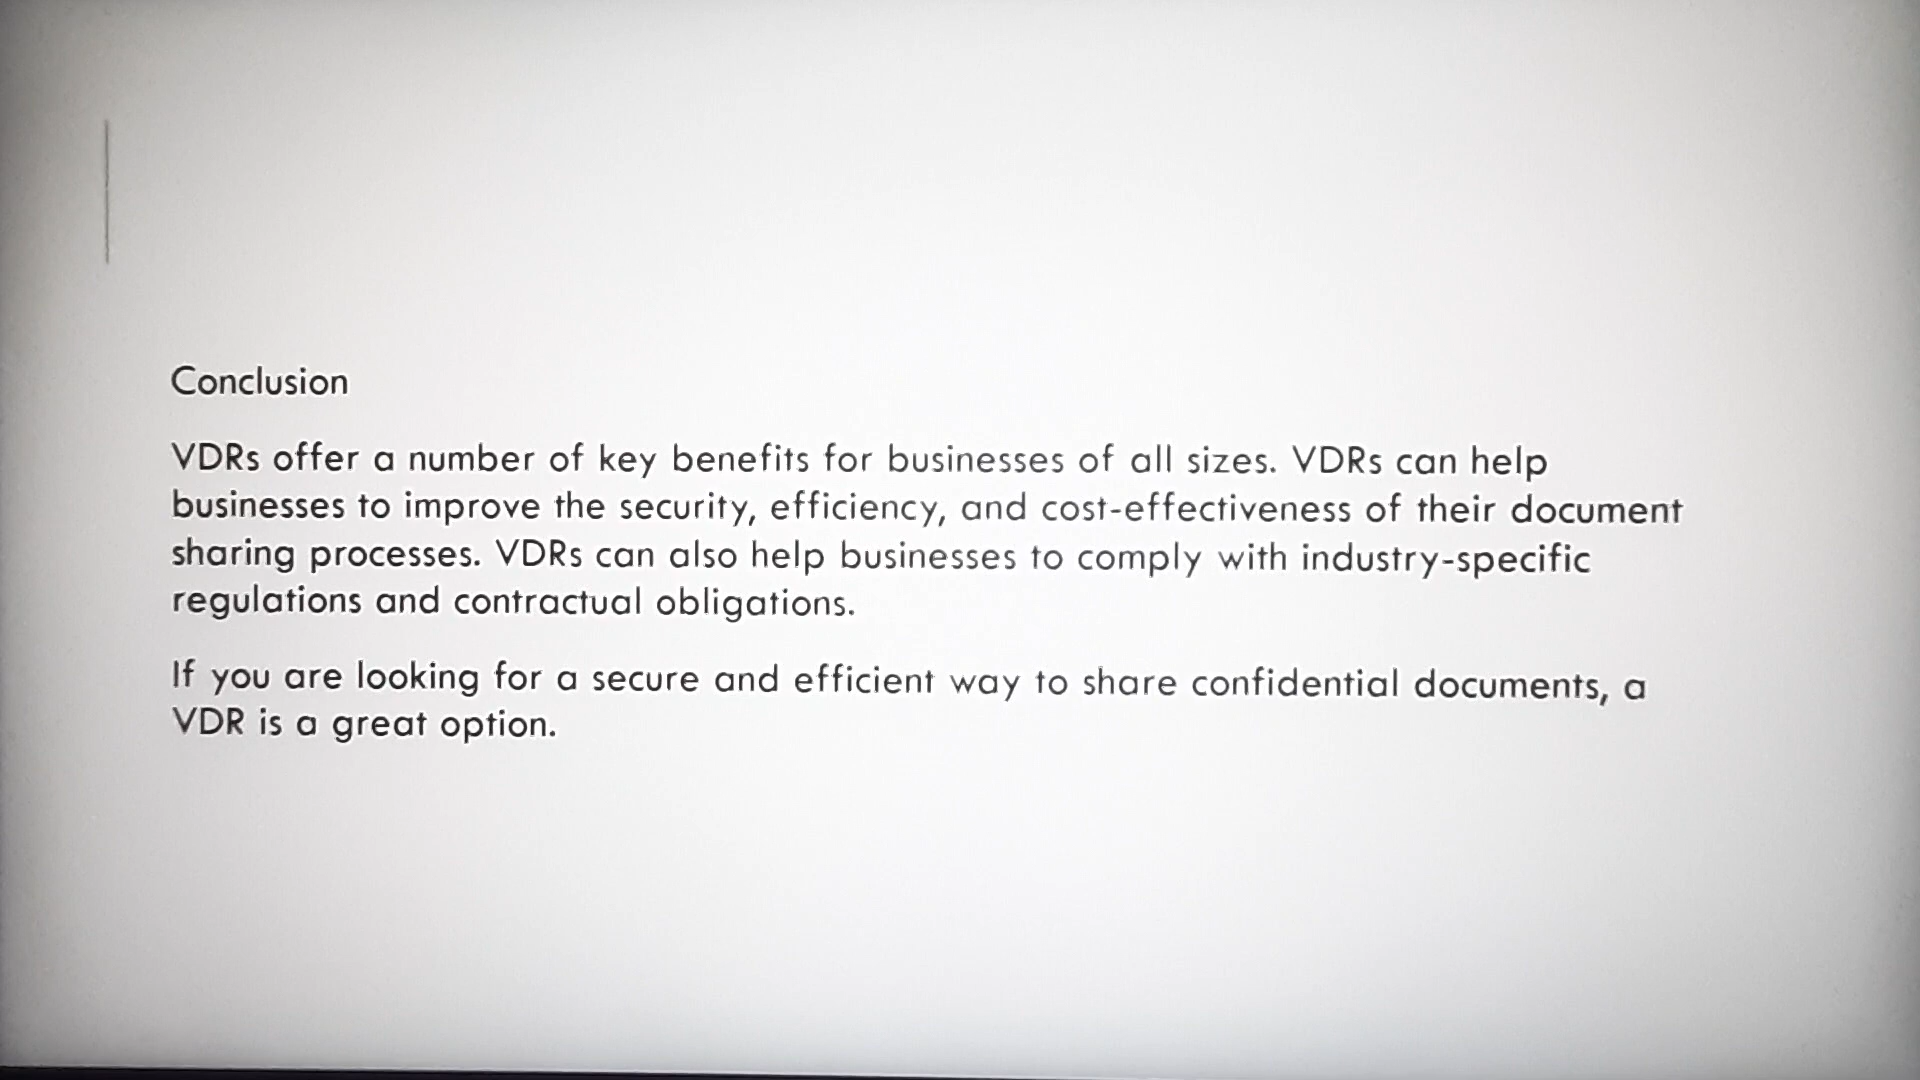 Conclusion
VDRs offer a number of key benefits for businesses of all sizes. VDRs can help
businesses to improve the security, efficiency, and cost-effectiveness of their document
sharing processes. VDRs can also help businesses to comply with industry-specific
regulations and contractual obligations.
If you are looking for a secure and efficient way to share confidential documents, a
VDR is a great option.